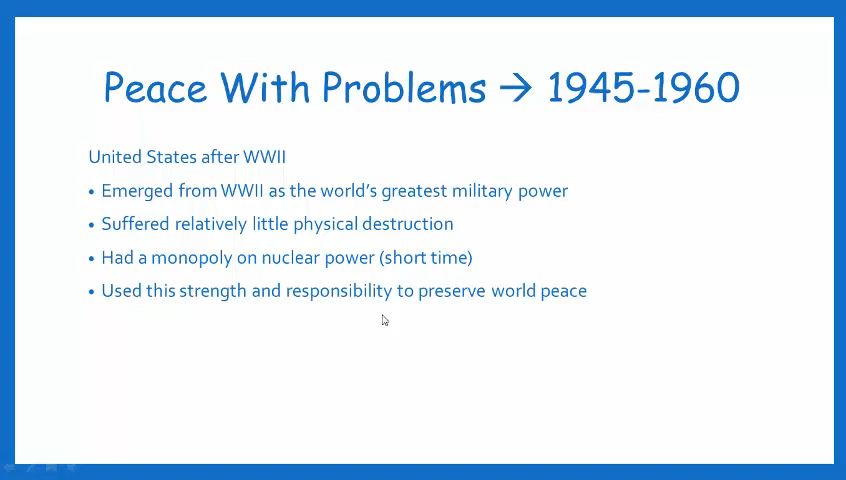 Peace With Problems → 1945-1960
United States after WWII
• Emerged from WWII as the world's greatest military power
• Suffered relatively little physical destruction
• Had a monopoly on nuclear power (short time)
• Used this strength and responsibility to preserve world peace